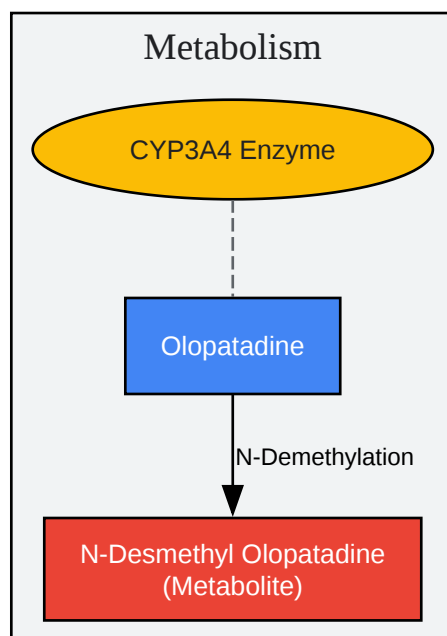 Metabolism
CYP3A4 Enzyme
Olopatadine
N-Demethylation
N-Desmethyl Olopatadine
(Metabolite)